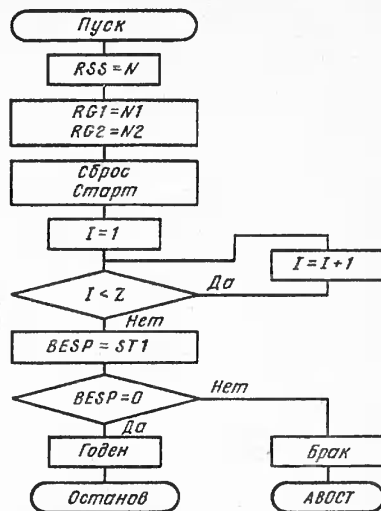 Пуск
RSS = N
RG1 = N1
RG2 = N2
Сброс
Старт
I = 1
I = I + 1
I < Z
Да
Нет
BESP = ST1
BESP = 0
Нет
Да
Годен
Брак
Останов
АВОСТ